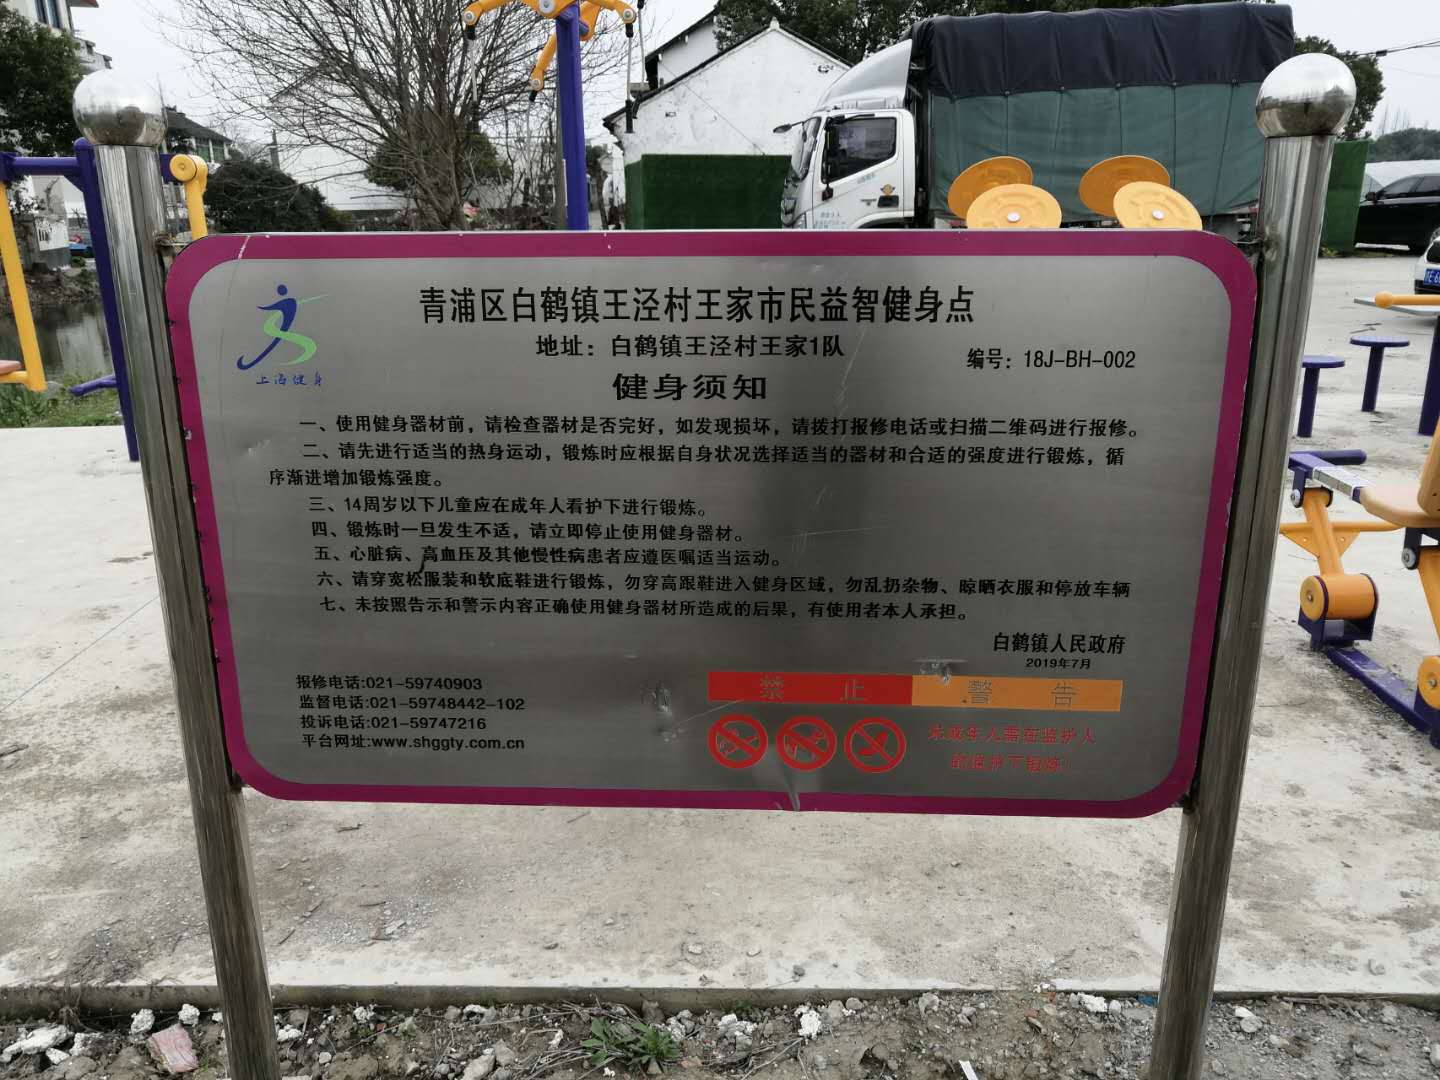 青浦区白鹤镇王泾村王家市民益智健身点
地址：白鹤镇王泾村王家1队
编号：18J-BH-002
上海健身
健身须知
一、使用健身器材前，请检查器材是否完好，如发现损坏，请拨打报修电话或扫描二维码进行报修。
二、请先进行适当的热身运动，锻炼时应根据自身状况选择适当的器材和合适的强度进行锻炼，循
序渐进增加锻炼强度。
三、14周岁以下儿童应在成年人看护下进行锻炼。
四、锻炼时一旦发生不适，请立即停止使用健身器材。
五、心脏病、高血压及其他慢性病患者应遵医嘱适当运动。
六、请穿宽松服装和软底鞋进行锻炼，勿穿高跟鞋进入健身区域，勿乱扔杂物、晾晒衣服和停放车辆
七、未按照告示和警示内容正确使用健身器材所造成的后果，有使用者本人承担。
白鹤镇人民政府
2019年7月
报修电话:021-59740903
监督电话:021-59748442-102
投诉电话:021-59747216
平台网址:www.shggty.com.cn
禁 止 警 告
未成年人需在监护人
的监护下锻炼!